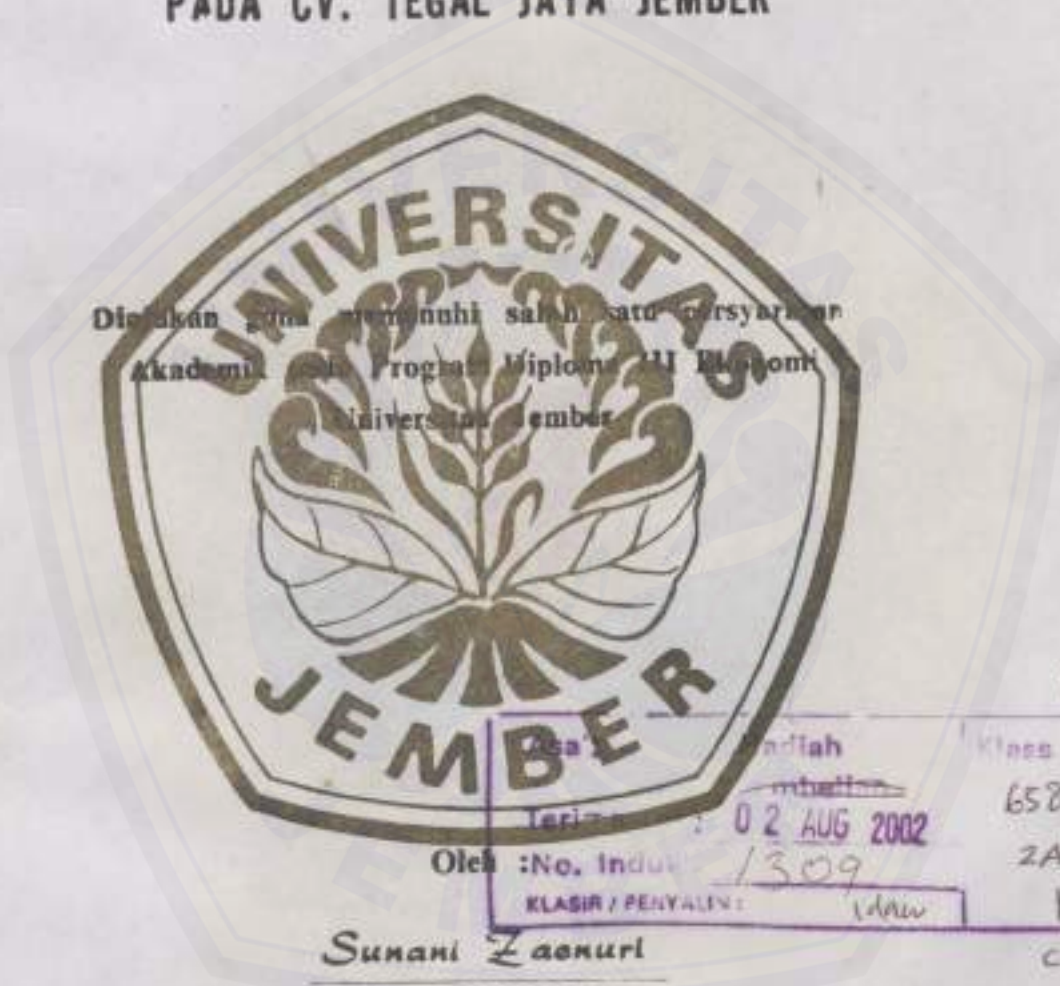 PADA CV. TEGAL JAYA JEMBER
UNIVERSITAS
Diajukan guna memenuhi salah satu persyaratan
Akademik pada Program Diploma III Ekonomi
Universitas Jember
JEMBER
Asal Hadiah Klass
Terima : 02 AUG 2002 658
No. Induk 1309
KLASIR / PENYALIN :
Oleh :
Sunani Zaenuri